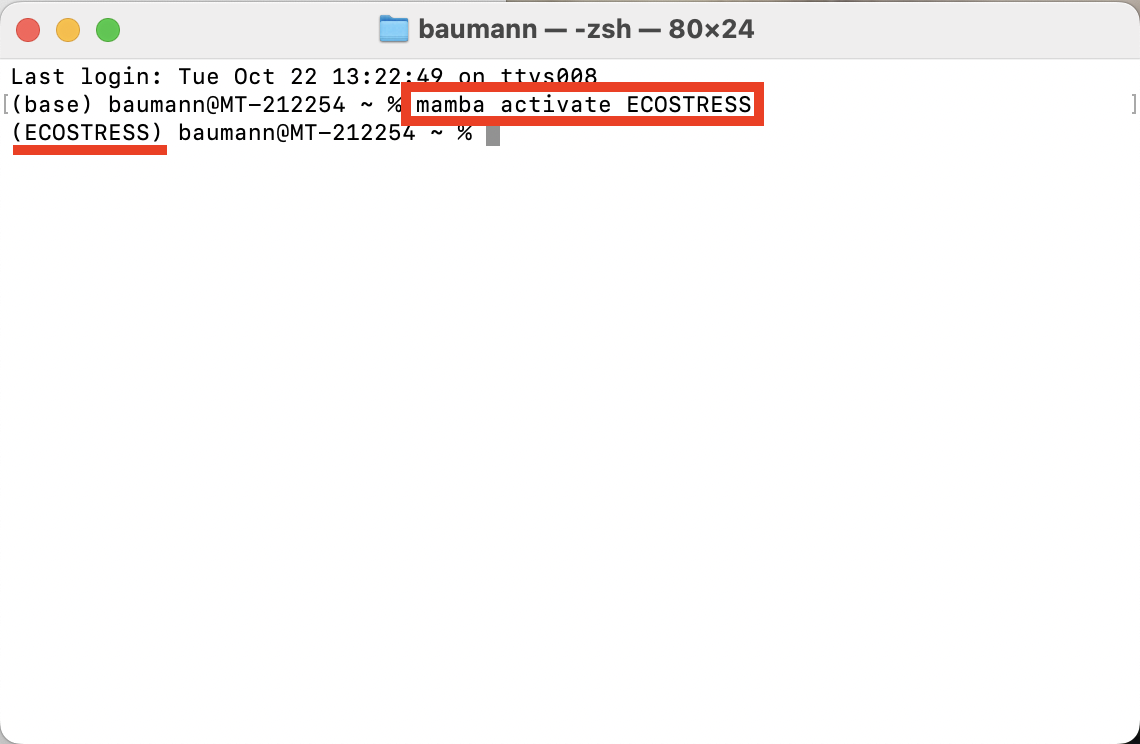 baumann — -zsh — 80×24
Last login: Tue Oct 22 13:22:49 on ttys008
[(base) baumann@MT-212254 ~ % mamba activate ECOSTRESS ]
(ECOSTRESS) baumann@MT-212254 ~ %